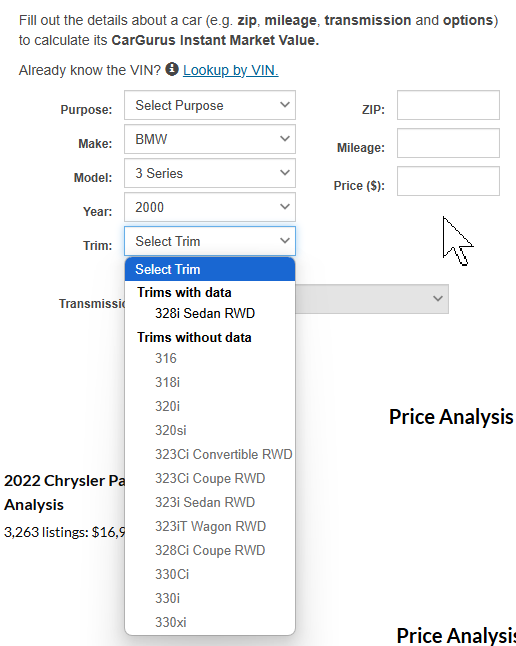 Fill out the details about a car (e.g. zip, mileage, transmission and options)
to calculate its CarGurus Instant Market Value.
Already know the VIN? Lookup by VIN.
Purpose: Select Purpose
ZIP:
Make: BMW
Mileage:
Model: 3 Series
Price ($):
Year: 2000
Trim: Select Trim
Select Trim
Trims with data
328i Sedan RWD
Trims without data
316
318i
320i
320si
323Ci Convertible RWD
323Ci Coupe RWD
323i Sedan RWD
323iT Wagon RWD
328Ci Coupe RWD
330Ci
330i
330xi
Transmissi
Price Analysis
2022 Chrysler Pa
Analysis
3,263 listings: $16,9
Price Analysis